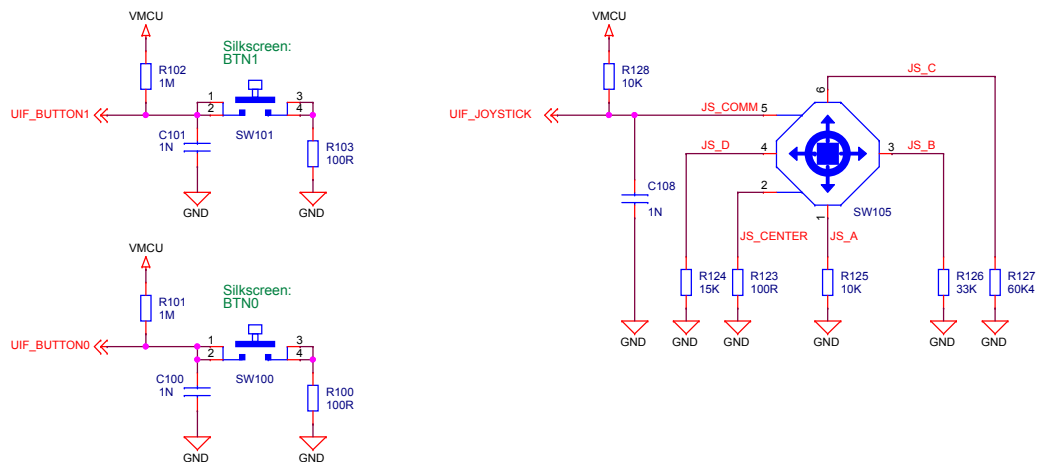 VMCU
Silkscreen:
BTN1
R102
1M
UIF_BUTTON1
1
2
3
4
C101
1N
SW101
R103
100R
GND
GND
VMCU
Silkscreen:
BTN0
R101
1M
UIF_BUTTON0
1
2
3
4
C100
1N
SW100
R100
100R
GND
GND
VMCU
R128
10K
JS_C
6
UIF_JOYSTICK
JS_COMM
5
JS_D
4
3
JS_B
2
C108
1N
1
SW105
JS_CENTER
JS_A
R124
15K
R123
100R
R125
10K
R126
33K
R127
60K4
GND
GND
GND
GND
GND
GND